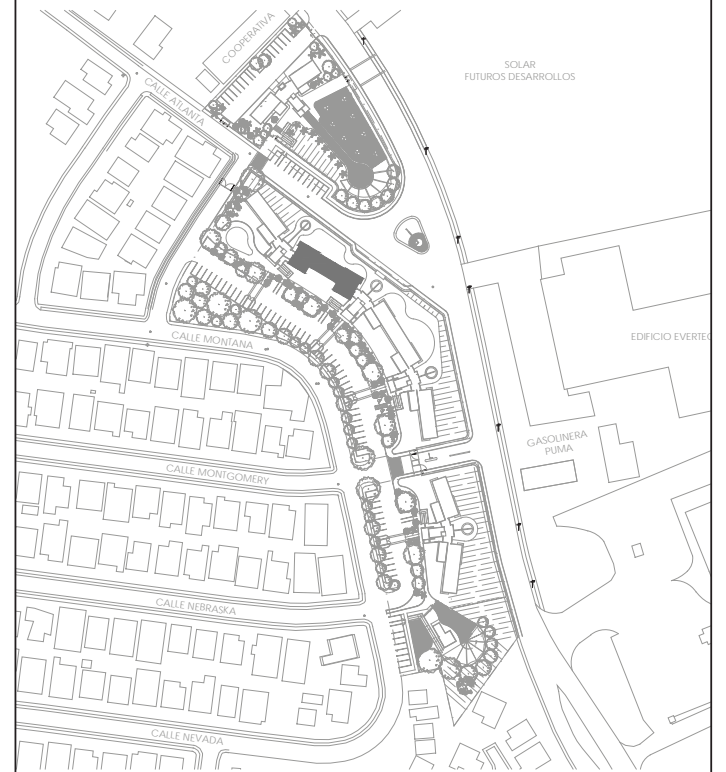 COOPERATIVA
SOLAR
FUTUROS DESARROLLOS
CALLE ATLANTA
CALLE MONTANA
EDIFICIO EVERTEC
GASOLINERA
PUMA
CALLE MONTGOMERY
CALLE NEBRASKA
CALLE NEVADA